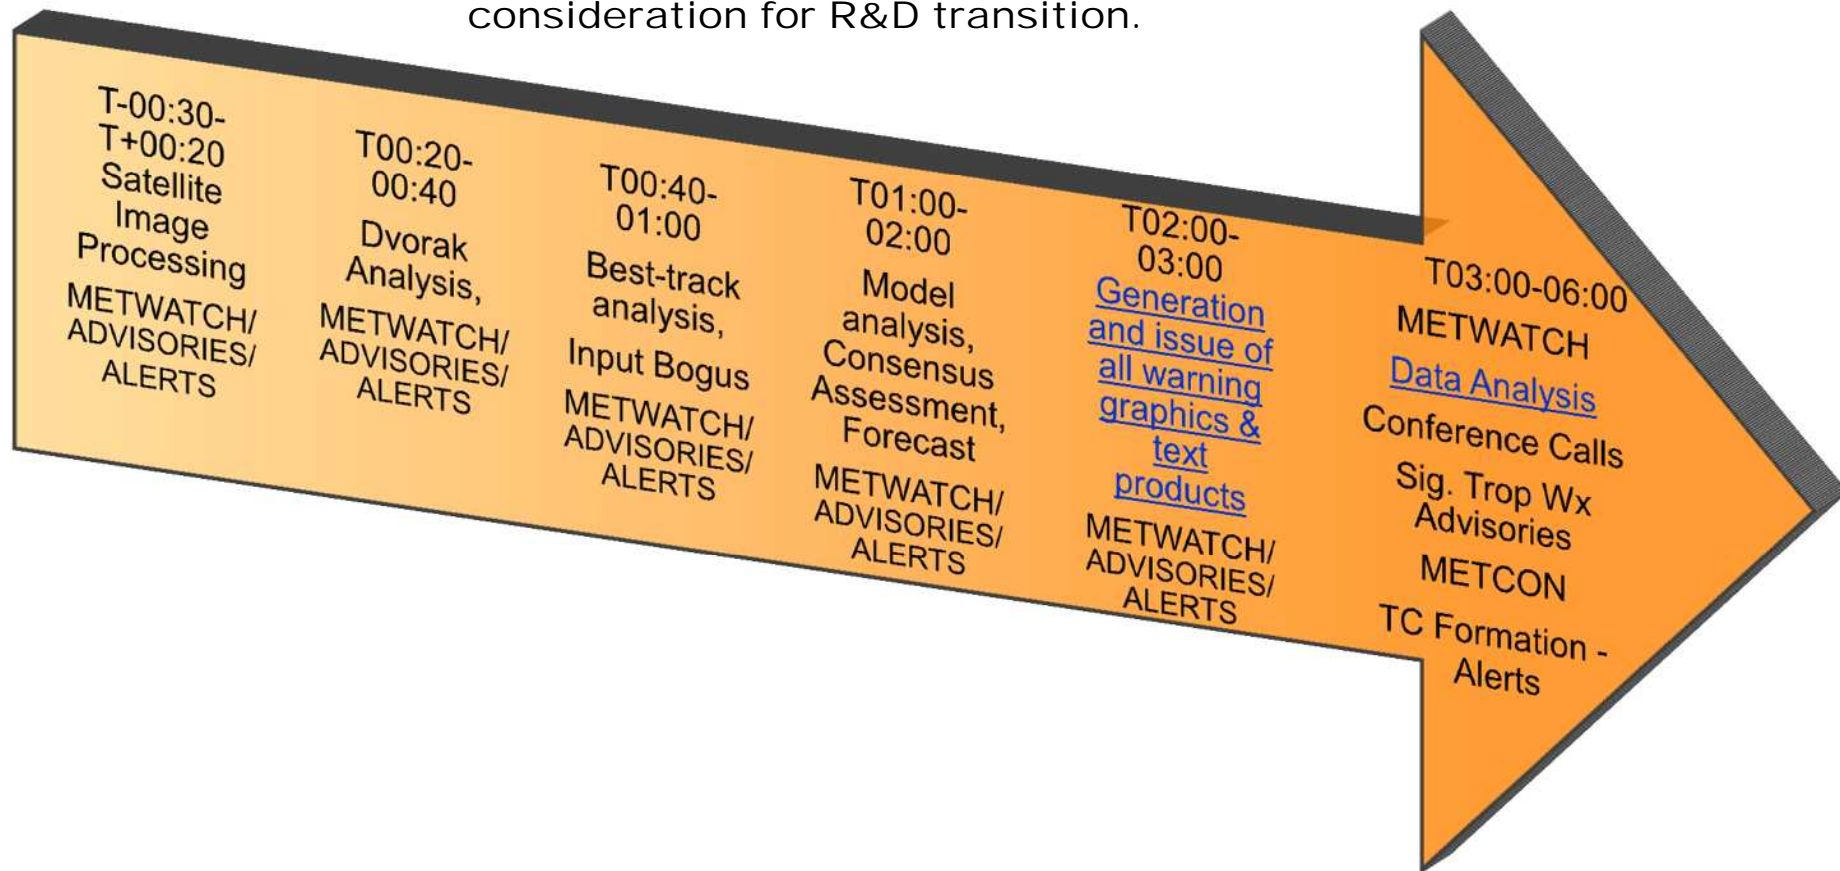 consideration for R&D transition.
T-00:30-
T+00:20
Satellite
Image
Processing
METWATCH/
ADVISORIES/
ALERTS
T00:20-
00:40
Dvorak
Analysis,
METWATCH/
ADVISORIES/
ALERTS
T00:40-
01:00
Best-track
analysis,
Input Bogus
METWATCH/
ADVISORIES/
ALERTS
T01:00-
02:00
Model
analysis,
Consensus
Assessment,
Forecast
METWATCH/
ADVISORIES/
ALERTS
T02:00-
03:00
Generation
and issue of
all warning
graphics &
text
products
METWATCH/
ADVISORIES/
ALERTS
T03:00-06:00
METWATCH
Data Analysis
Conference Calls
Sig. Trop Wx
Advisories
METCON
TC Formation -
Alerts